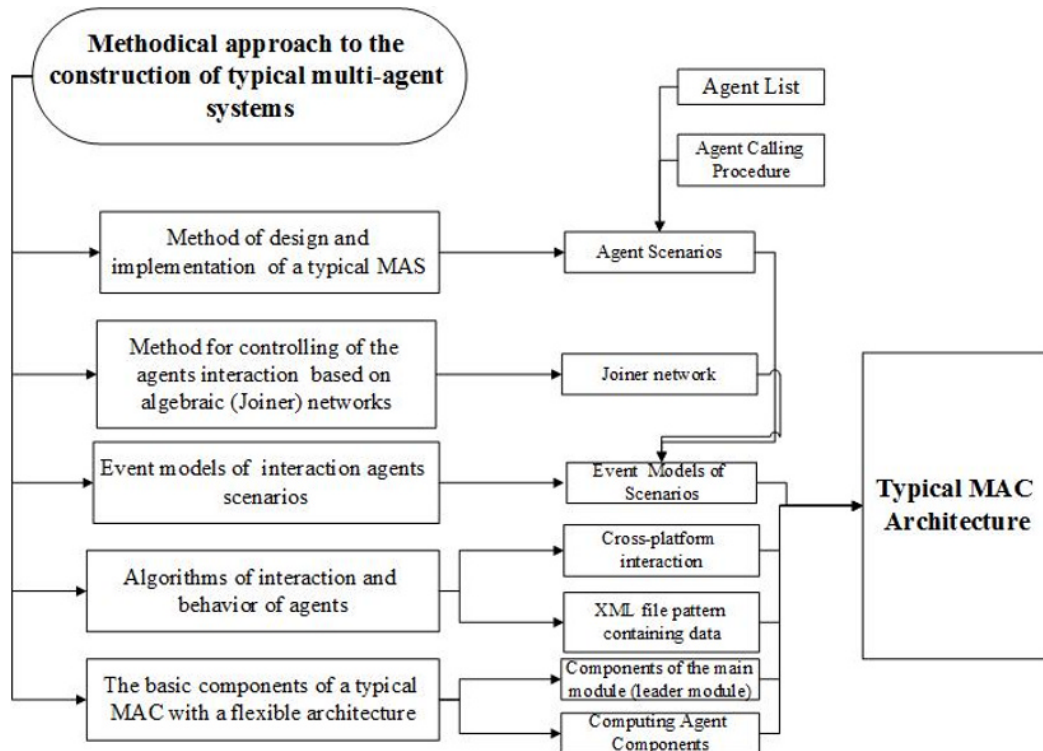 Methodical approach to the
construction of typical multi-agent
systems
Agent List
Agent Calling
Procedure
Method of design and
implementation of a typical MAS
Agent Scenarios
Method for controlling of the
agents interaction based on
algebraic (Joiner) networks
Joiner network
Event models of interaction agents
scenarios
Event Models of
Scenarios
Typical MAC
Architecture
Algorithms of interaction and
behavior of agents
Cross-platform
interaction
XML file pattern
containing data
The basic components of a typical
MAC with a flexible architecture
Components of the main
module (leader module)
Computing Agent
Components